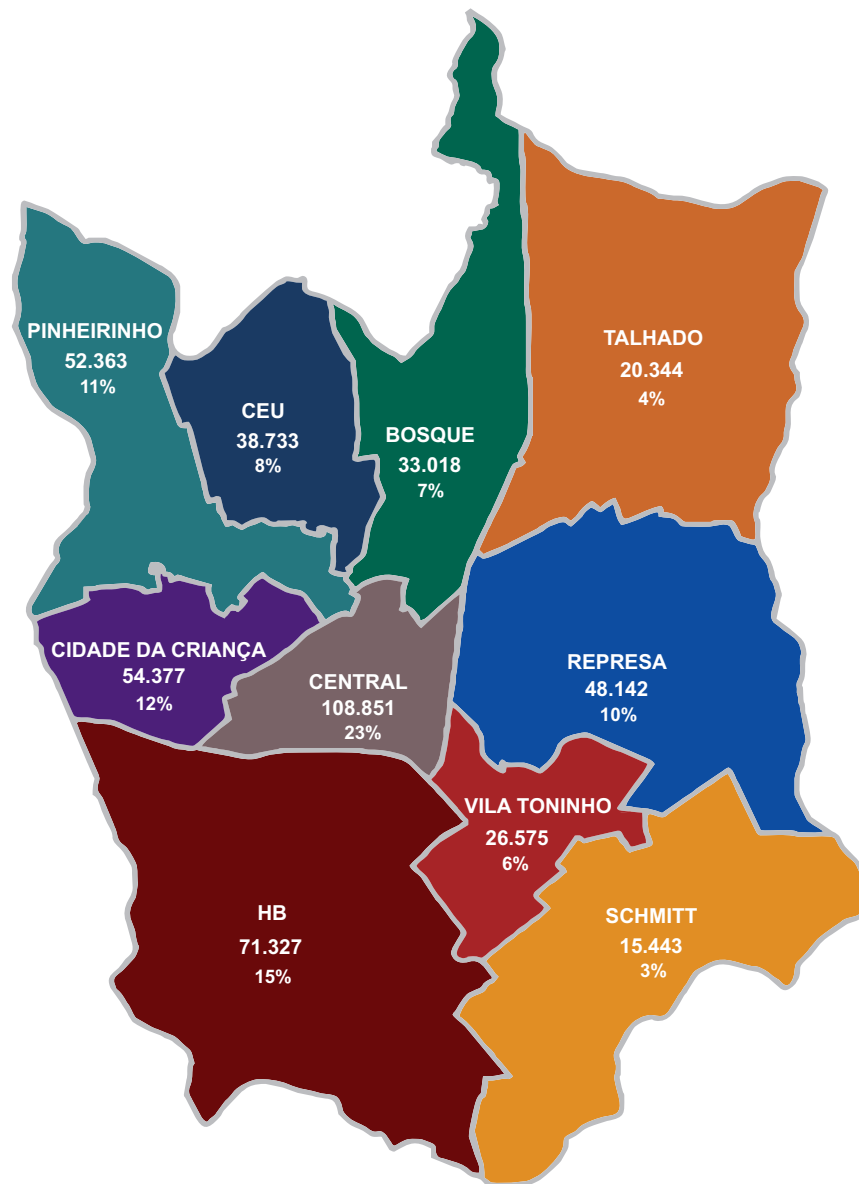 PINHEIRINHO
52.363
11%
CEU
38.733
8%
BOSQUE
33.018
7%
TALHADO
20.344
4%
CIDADE DA CRIANÇA
54.377
12%
CENTRAL
108.851
23%
REPRESA
48.142
10%
VILA TONINHO
26.575
6%
HB
71.327
15%
SCHMITT
15.443
3%